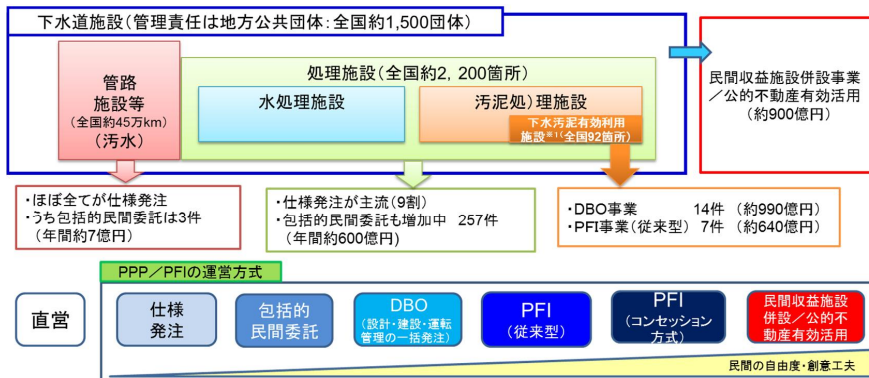 下水道施設(管理責任は地方公共団体:全国約1,500団体)
管路
施設等
(全国約45万km)
(汚水)
処理施設(全国約2,200箇所)
水処理施設
汚泥処)理施設
下水汚泥有効利用
施設※1(全国92箇所)
民間収益施設併設事業
/公的不動産有効活用
(約900億円)
・ほぼ全てが仕様発注
・うち包括的民間委託は3件
(年間約7億円)
・仕様発注が主流(9割)
・包括的民間委託も増加中 257件
(年間約600億円)
・DBO事業 14件 (約990億円)
・PFI事業(従来型) 7件 (約640億円)
PPP/PFIの運営方式
直営
仕様
発注
包括的
民間委託
DBO
(設計・建設・運転
管理の一括発注)
PFI
(従来型)
PFI
(コンセッション
方式)
民間収益施設
併設/公的不
動産有効活用
民間の自由度・創意工夫